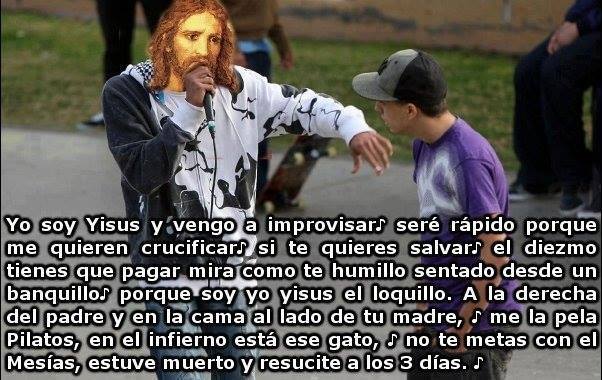 Yo soy Yisus y vengo a improvisar♪ seré rápido porque
me quieren crucificar♪ si te quieres salvar♪ el diezmo
tienes que pagar mira como te humillo sentado desde un
banquillo♪ porque soy yo yisus el loquillo. A la derecha
del padre y en la cama al lado de tu madre, ♪ me la pela
Pilatos, en el infierno está ese gato, ♪ no te metas con el
Mesías, estuve muerto y resucite a los 3 días. ♪